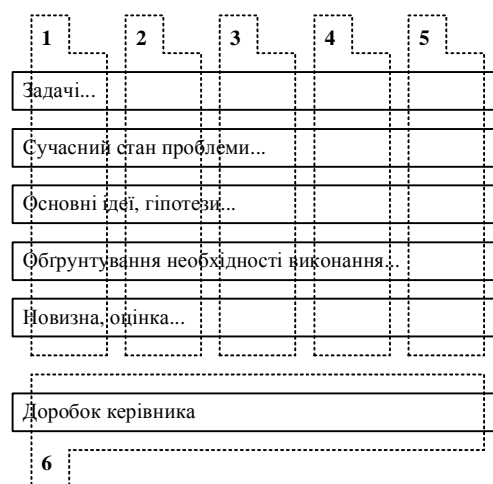 1 2 3 4 5
Задачі...
Сучасний стан проблеми...
Основні ідеї, гіпотези...
Обґрунтування необхідності виконання...
Новизна, оцінка...
Доробок керівника
6